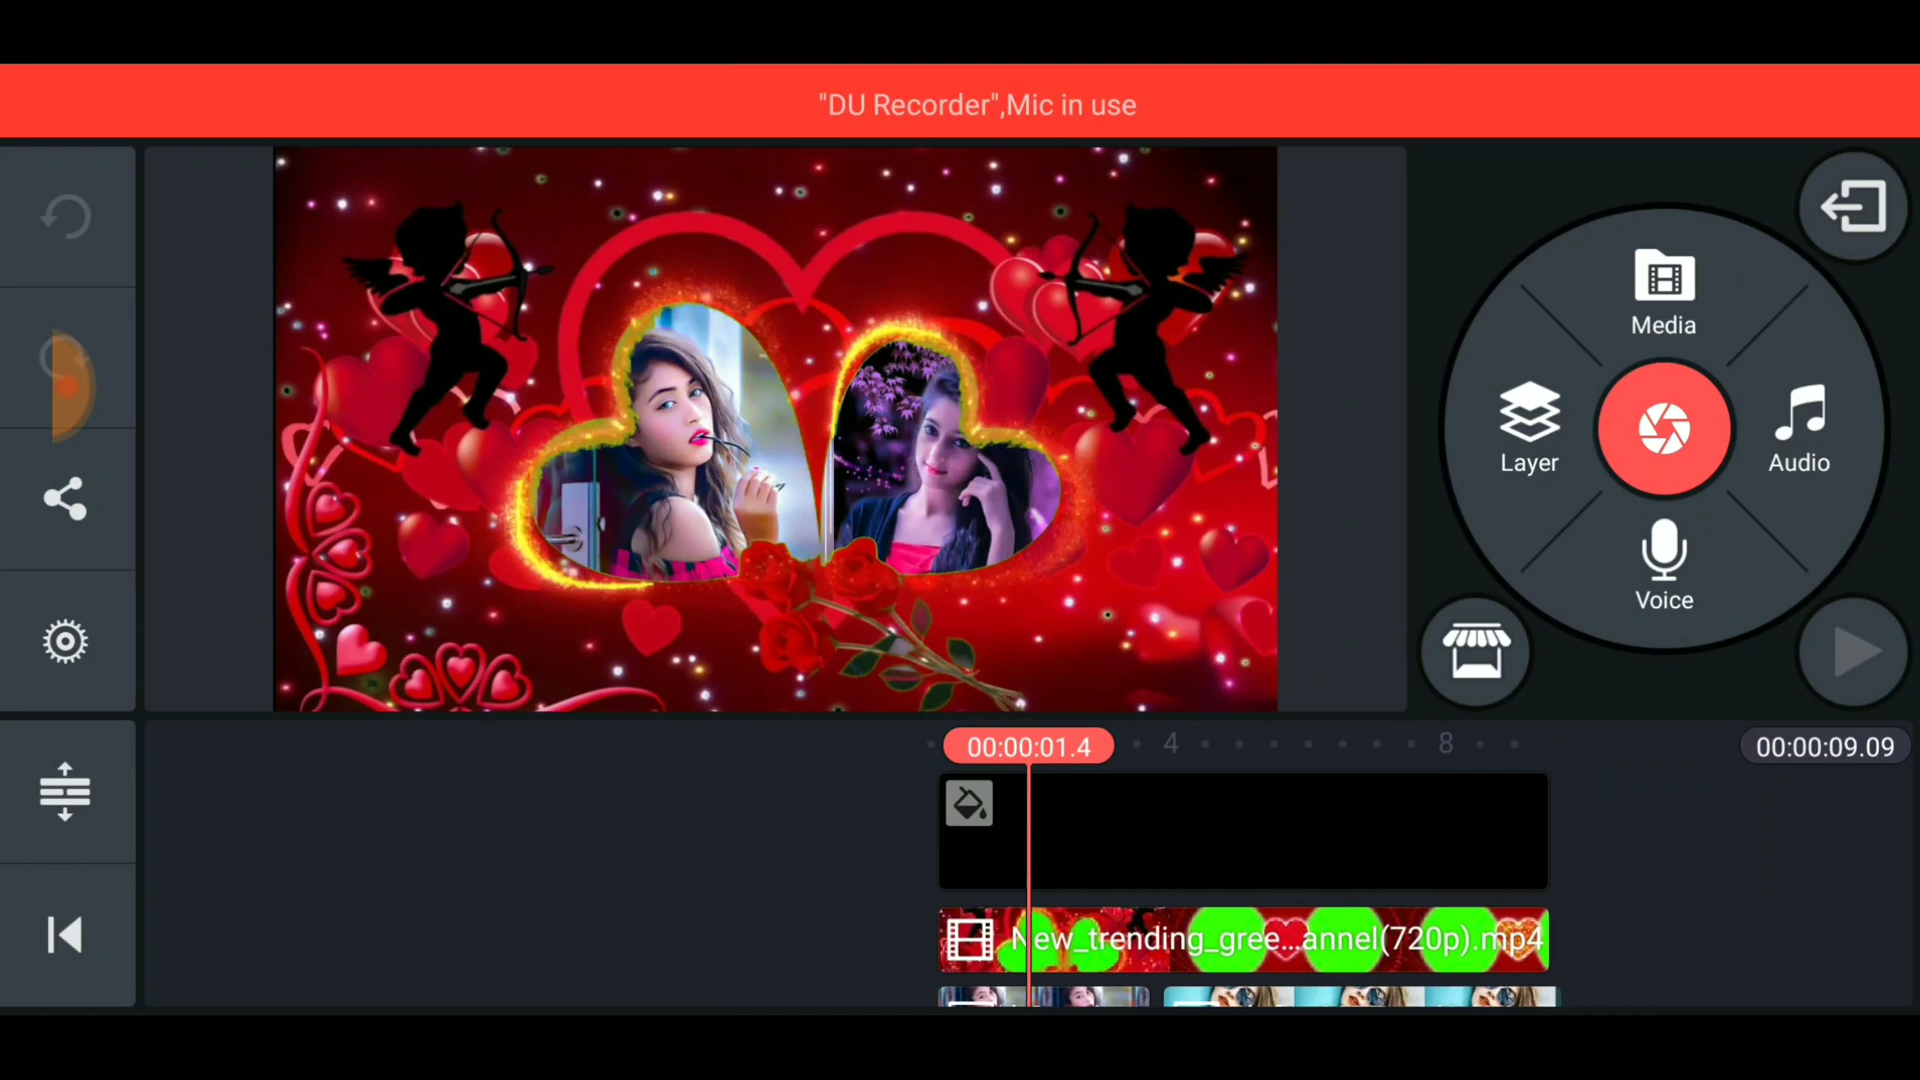 "DU Recorder",Mic in use
Media
Layer
Audio
Voice
00:00:01.4
4
8
00:00:09.09
New_trending_gree...annel(720p).mp4